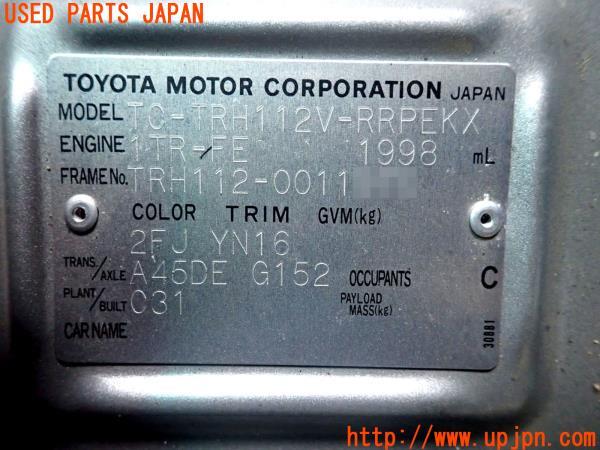 USED PARTS JAPAN
TOYOTA MOTOR CORPORATION JAPAN
MODEL TC-TRH112V-RRPEKX
ENGINE 1TR-FE 1998 mL
FRAME No. TRH112-0011
COLOR TRIM GVM(kg)
2FJ YN16
TRANS/AXLE A45DE G152 OCCUPANTS C
PLANT/BUILT C31 PAYLOAD MASS(kg)
CAR NAME
30881
http://www.upjpn.com/